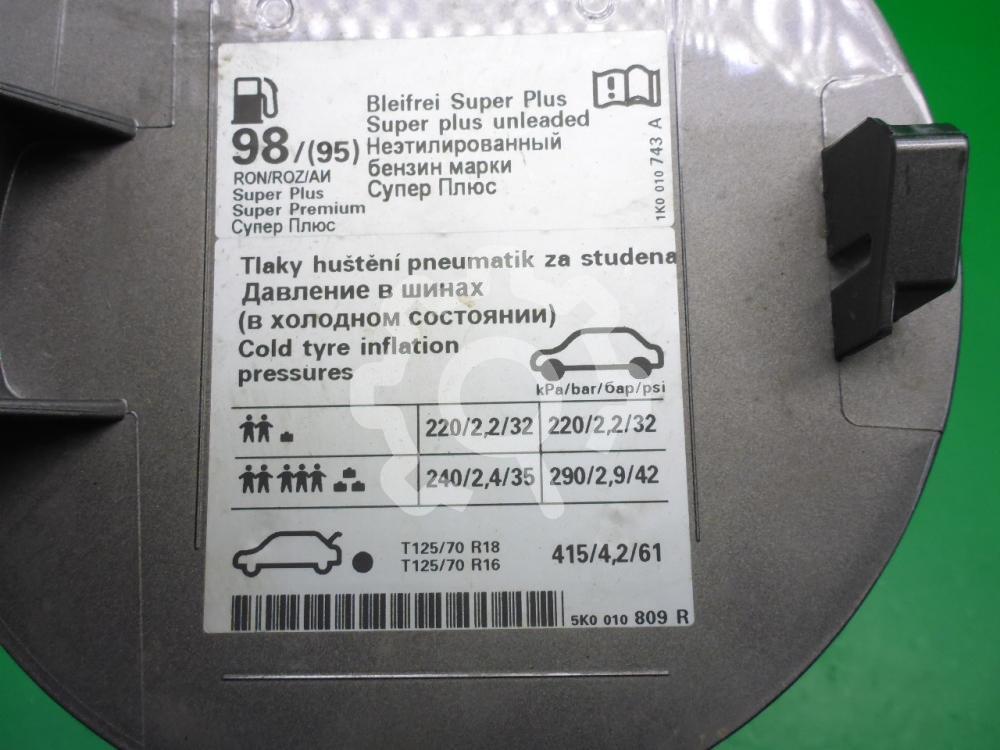 98/(95)
RON/ROZ/АИ
Super Plus
Super Premium
Супер Плюс
Bleifrei Super Plus
Super plus unleaded
Неэтилированный
бензин марки
Супер Плюс
1K0 010 743 A
Tlaky huštění pneumatik za studena
Давление в шинах
(в холодном состоянии)
Cold tyre inflation
pressures
kPa/bar/бар/psi
220/2,2/32 220/2,2/32
240/2,4/35 290/2,9/42
T125/70 R18
T125/70 R16
415/4,2/61
5K0 010 809 R